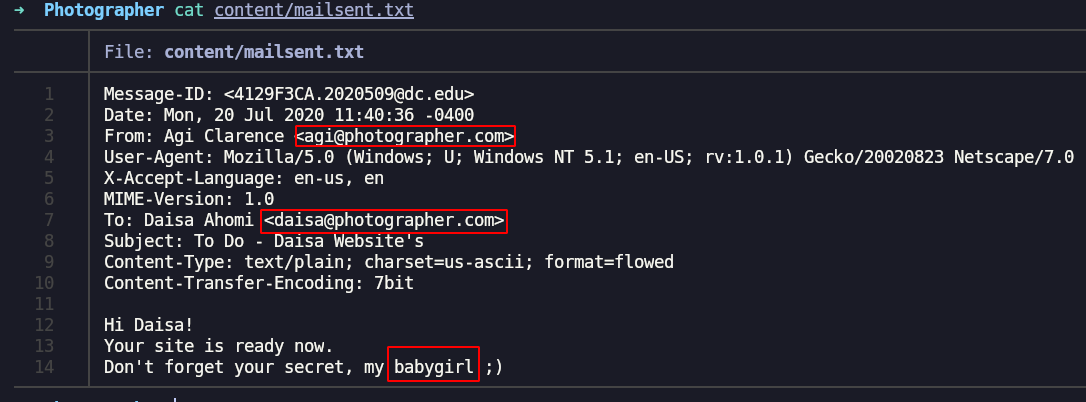 → Photographer cat content/mailsent.txt
File: content/mailsent.txt
1 Message-ID: <4129F3CA.2020509@dc.edu>
2 Date: Mon, 20 Jul 2020 11:40:36 -0400
3 From: Agi Clarence <agi@photographer.com>
4 User-Agent: Mozilla/5.0 (Windows; U; Windows NT 5.1; en-US; rv:1.0.1) Gecko/20020823 Netscape/7.0
5 X-Accept-Language: en-us, en
6 MIME-Version: 1.0
7 To: Daisa Ahomi <daisa@photographer.com>
8 Subject: To Do - Daisa Website's
9 Content-Type: text/plain; charset=us-ascii; format=flowed
10 Content-Transfer-Encoding: 7bit
11
12 Hi Daisa!
13 Your site is ready now.
14 Don't forget your secret, my babygirl ;)